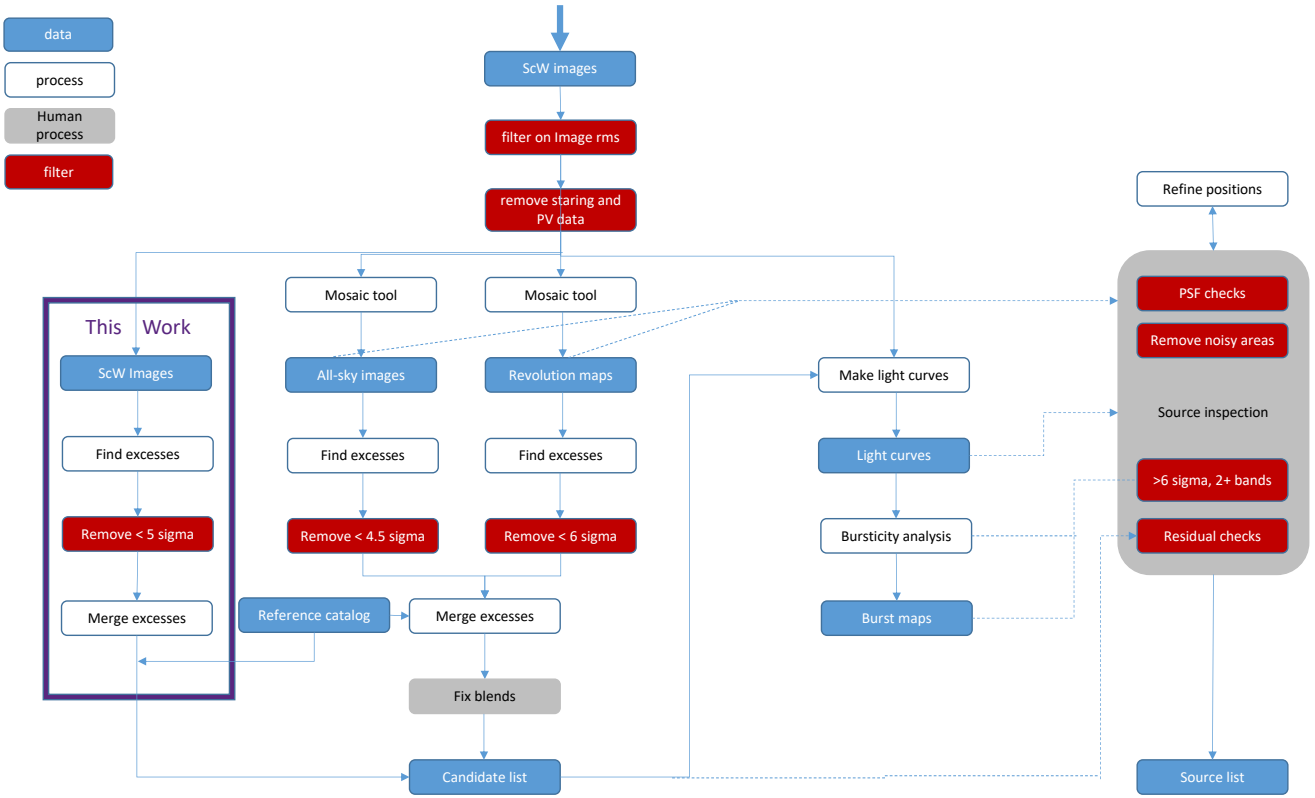 data
process
Human
process
filter
ScW images
filter on Image rms
remove staring and
PV data
Mosaic tool
Mosaic tool
This Work
ScW Images
Find excesses
Remove < 5 sigma
Merge excesses
All-sky images
Revolution maps
Find excesses
Find excesses
Remove < 4.5 sigma
Remove < 6 sigma
Reference catalog
Merge excesses
Fix blends
Candidate list
Make light curves
Light curves
Bursticity analysis
Burst maps
Refine positions
PSF checks
Remove noisy areas
Source inspection
>6 sigma, 2+ bands
Residual checks
Source list